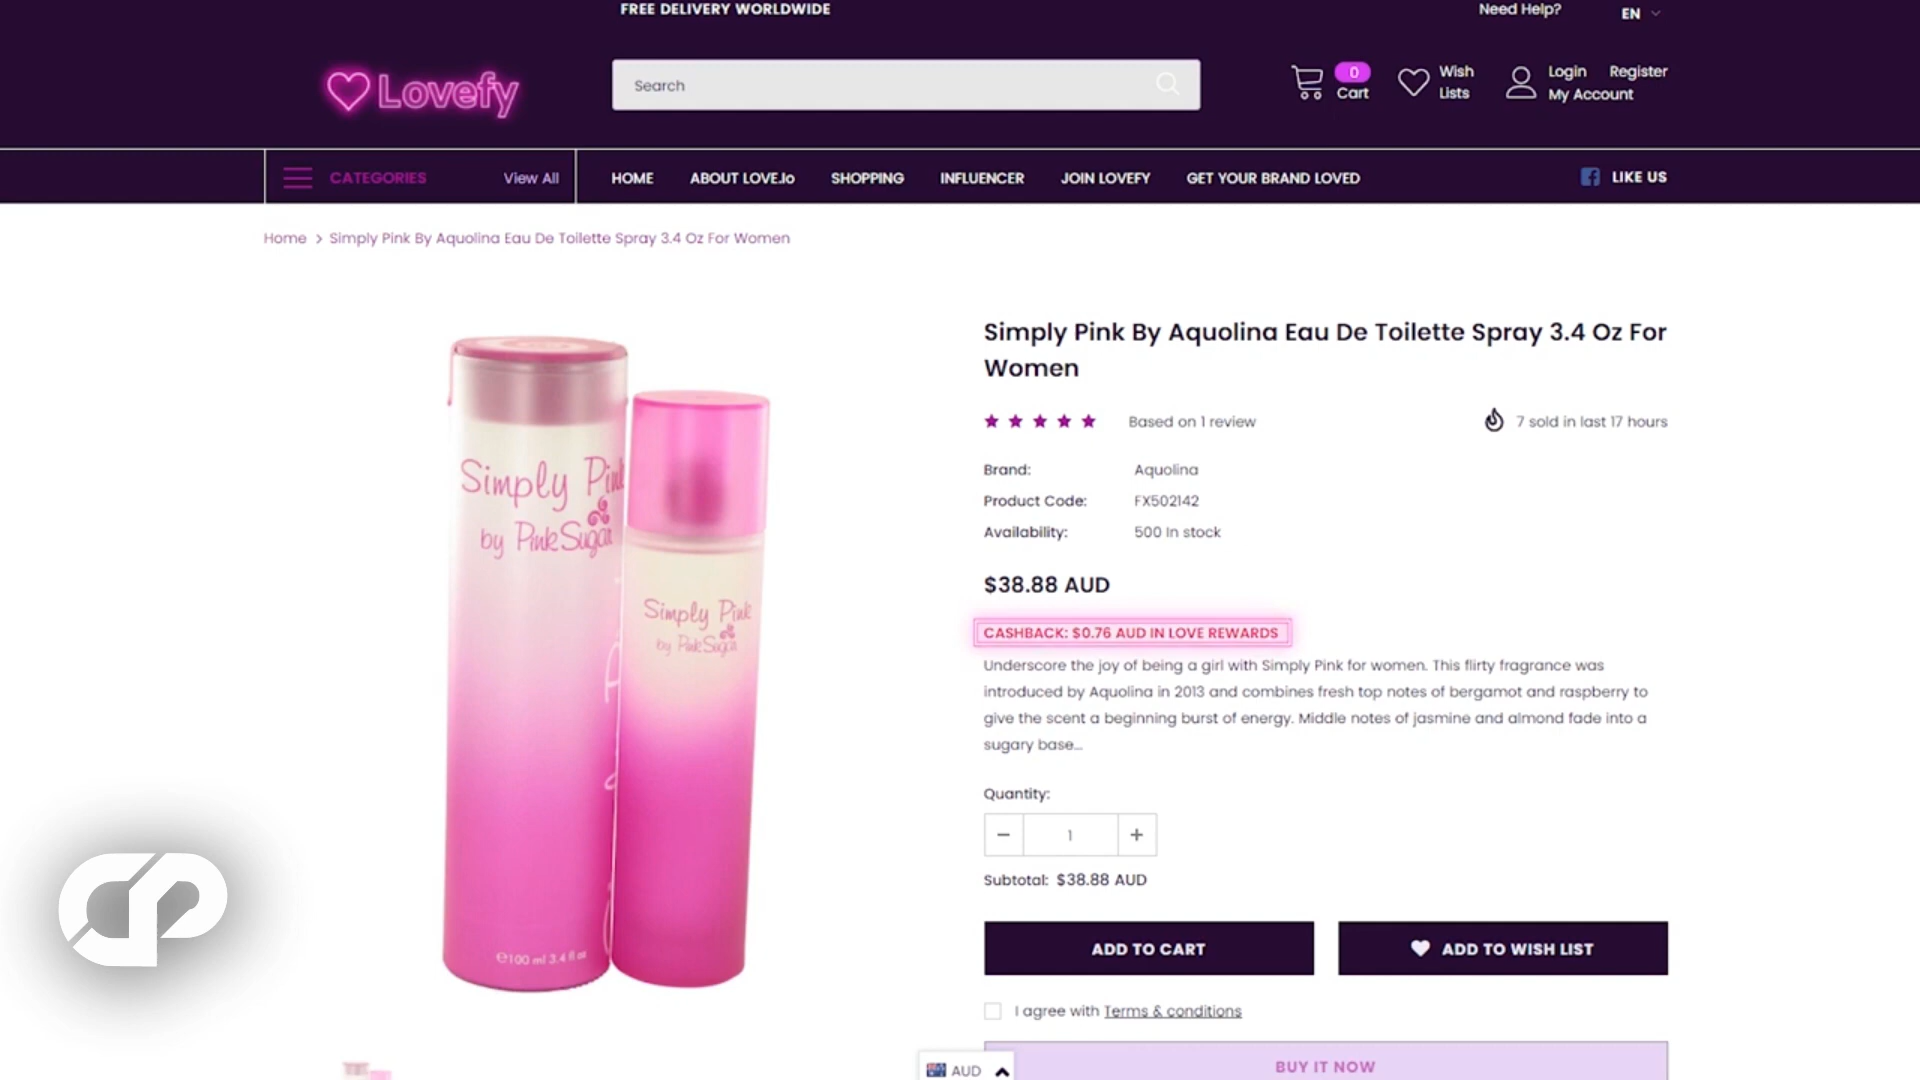 FREE DELIVERY WORLDWIDE
Need Help?
EN
Lovefy
Search
0
Cart
Wish
Lists
Login Register
My Account
CATEGORIES
View All
HOME
ABOUT LOVE.Io
SHOPPING
INFLUENCER
JOIN LOVEFY
GET YOUR BRAND LOVED
LIKE US
Home > Simply Pink By Aquolina Eau De Toilette Spray 3.4 Oz For Women
Simply Pink
by Pink Sugar
℮100 ml 3.4 fl oz
Simply Pink
by Pink Sugar
Simply Pink By Aquolina Eau De Toilette Spray 3.4 Oz For
Women
Based on 1 review
7 sold in last 17 hours
Brand: Aquolina
Product Code: FX502142
Availability: 500 In stock
$38.88 AUD
CASHBACK: $0.76 AUD IN LOVE REWARDS
Underscore the joy of being a girl with Simply Pink for women. This flirty fragrance was
introduced by Aquolina in 2013 and combines fresh top notes of bergamot and raspberry to
give the scent a beginning burst of energy. Middle notes of jasmine and almond fade into a
sugary base...
Quantity:
− 1 +
Subtotal: $38.88 AUD
ADD TO CART
ADD TO WISH LIST
I agree with Terms & conditions
BUY IT NOW
AUD